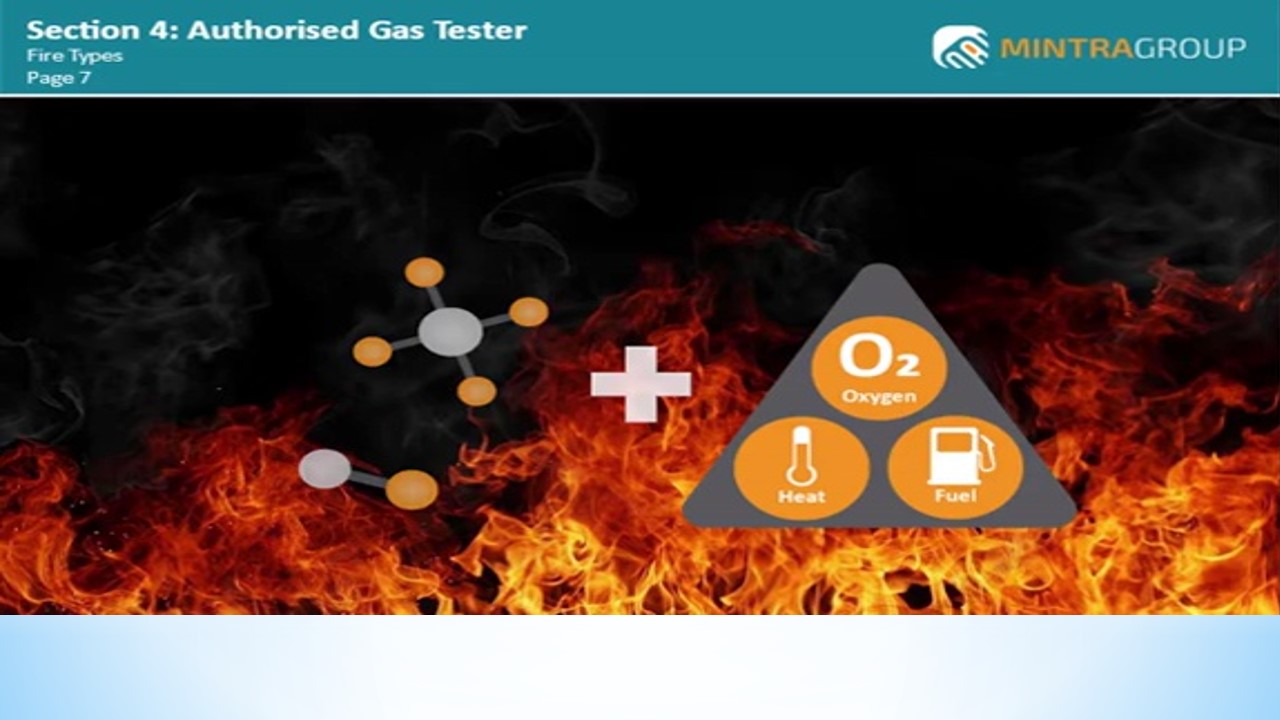 Section 4: Authorised Gas Tester
Fire Types
Page 7
MINTRAGROUP
O₂
Oxygen
Heat
Fuel